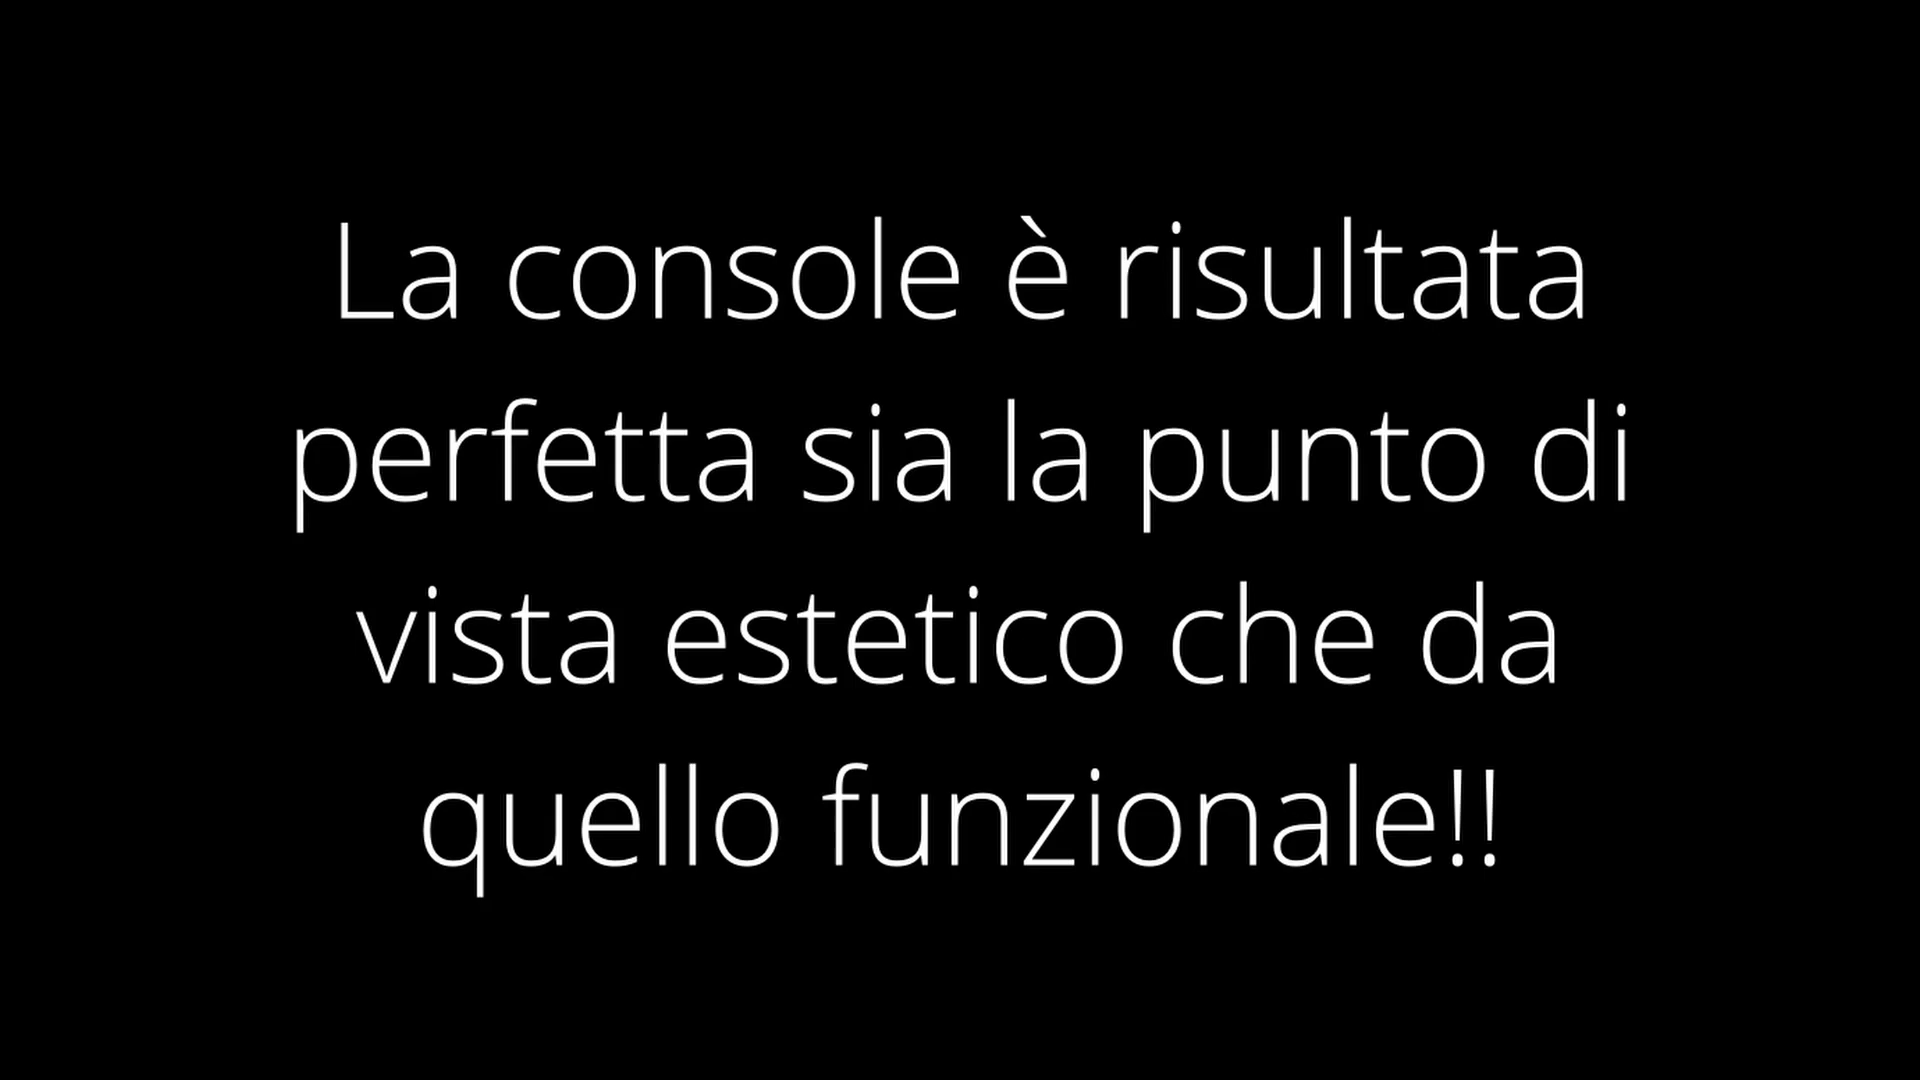 La console è risultata
perfetta sia la punto di
vista estetico che da
quello funzionale!!